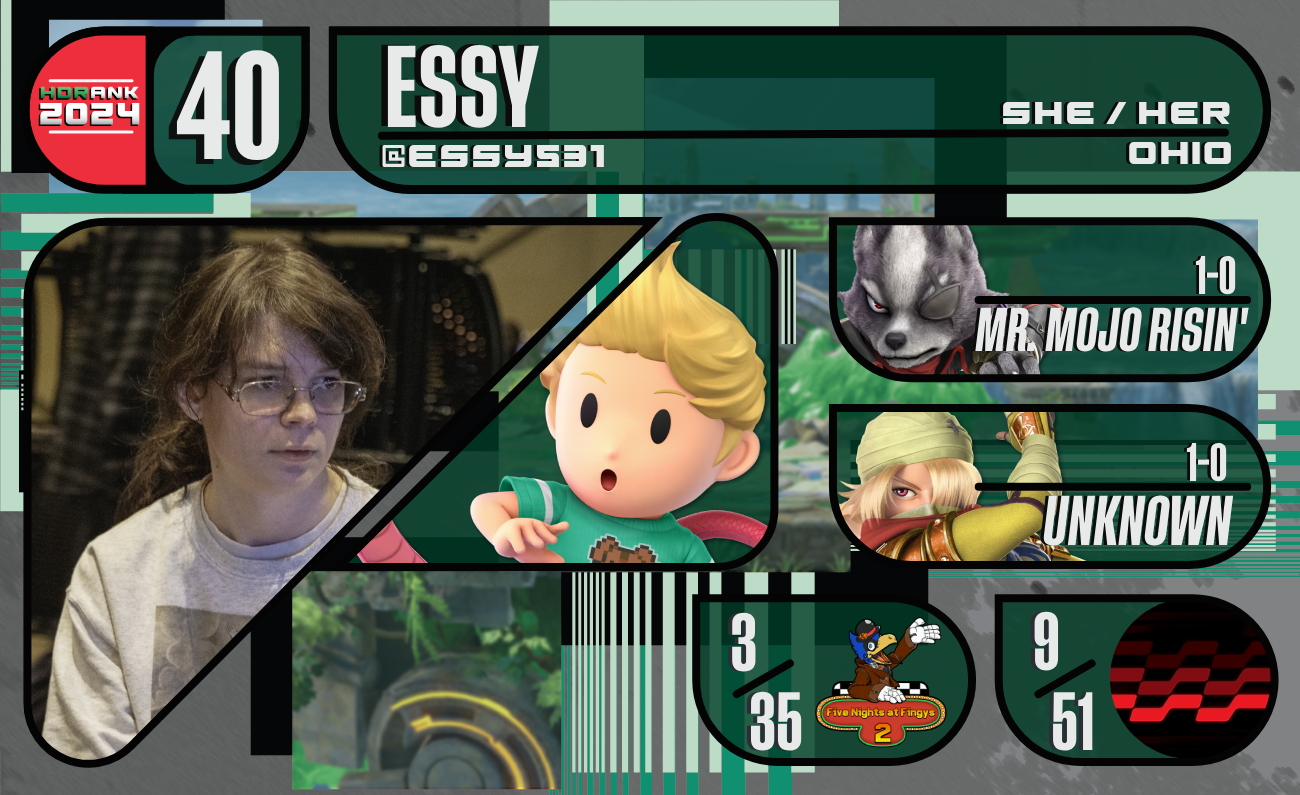 HDRANK
2024
40
ESSY
@ESSY531
SHE / HER
OHIO
1-0
MR. MOJO RISIN'
1-0
UNKNOWN
3
35
Five Nights at Fingys
2
9
51